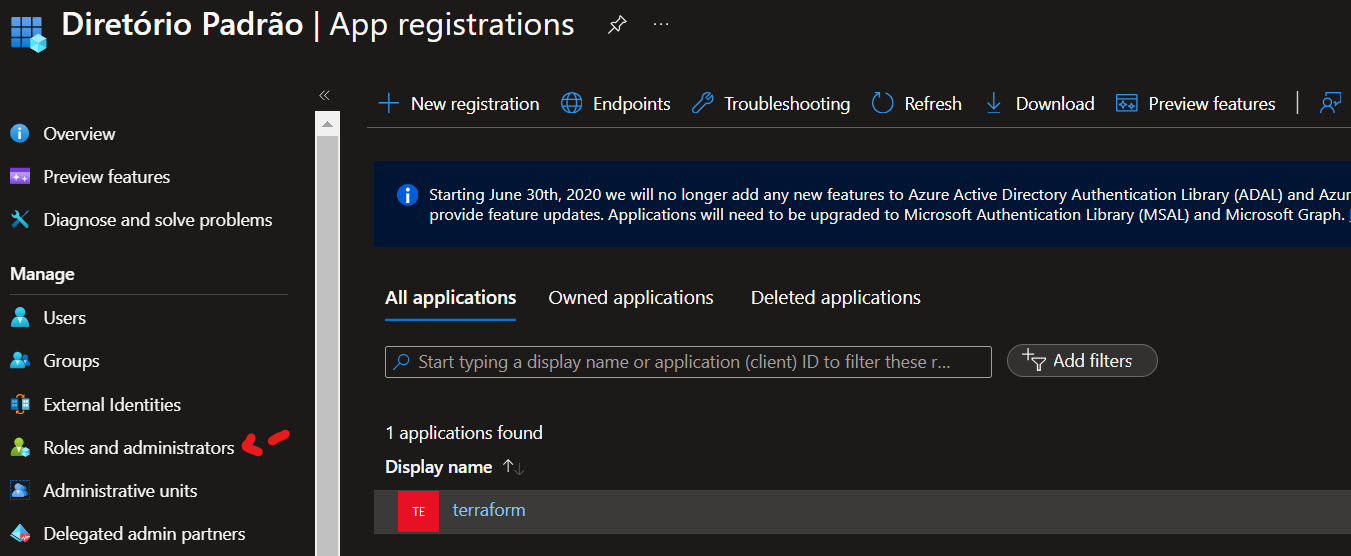 Diretório Padrão | App registrations
Overview
Preview features
Diagnose and solve problems
Manage
Users
Groups
External Identities
Roles and administrators
Administrative units
Delegated admin partners
New registration
Endpoints
Troubleshooting
Refresh
Download
Preview features
Starting June 30th, 2020 we will no longer add any new features to Azure Active Directory Authentication Library (ADAL) and Azur
provide feature updates. Applications will need to be upgraded to Microsoft Authentication Library (MSAL) and Microsoft Graph.
All applications
Owned applications
Deleted applications
Start typing a display name or application (client) ID to filter these r...
Add filters
1 applications found
Display name
TE
terraform